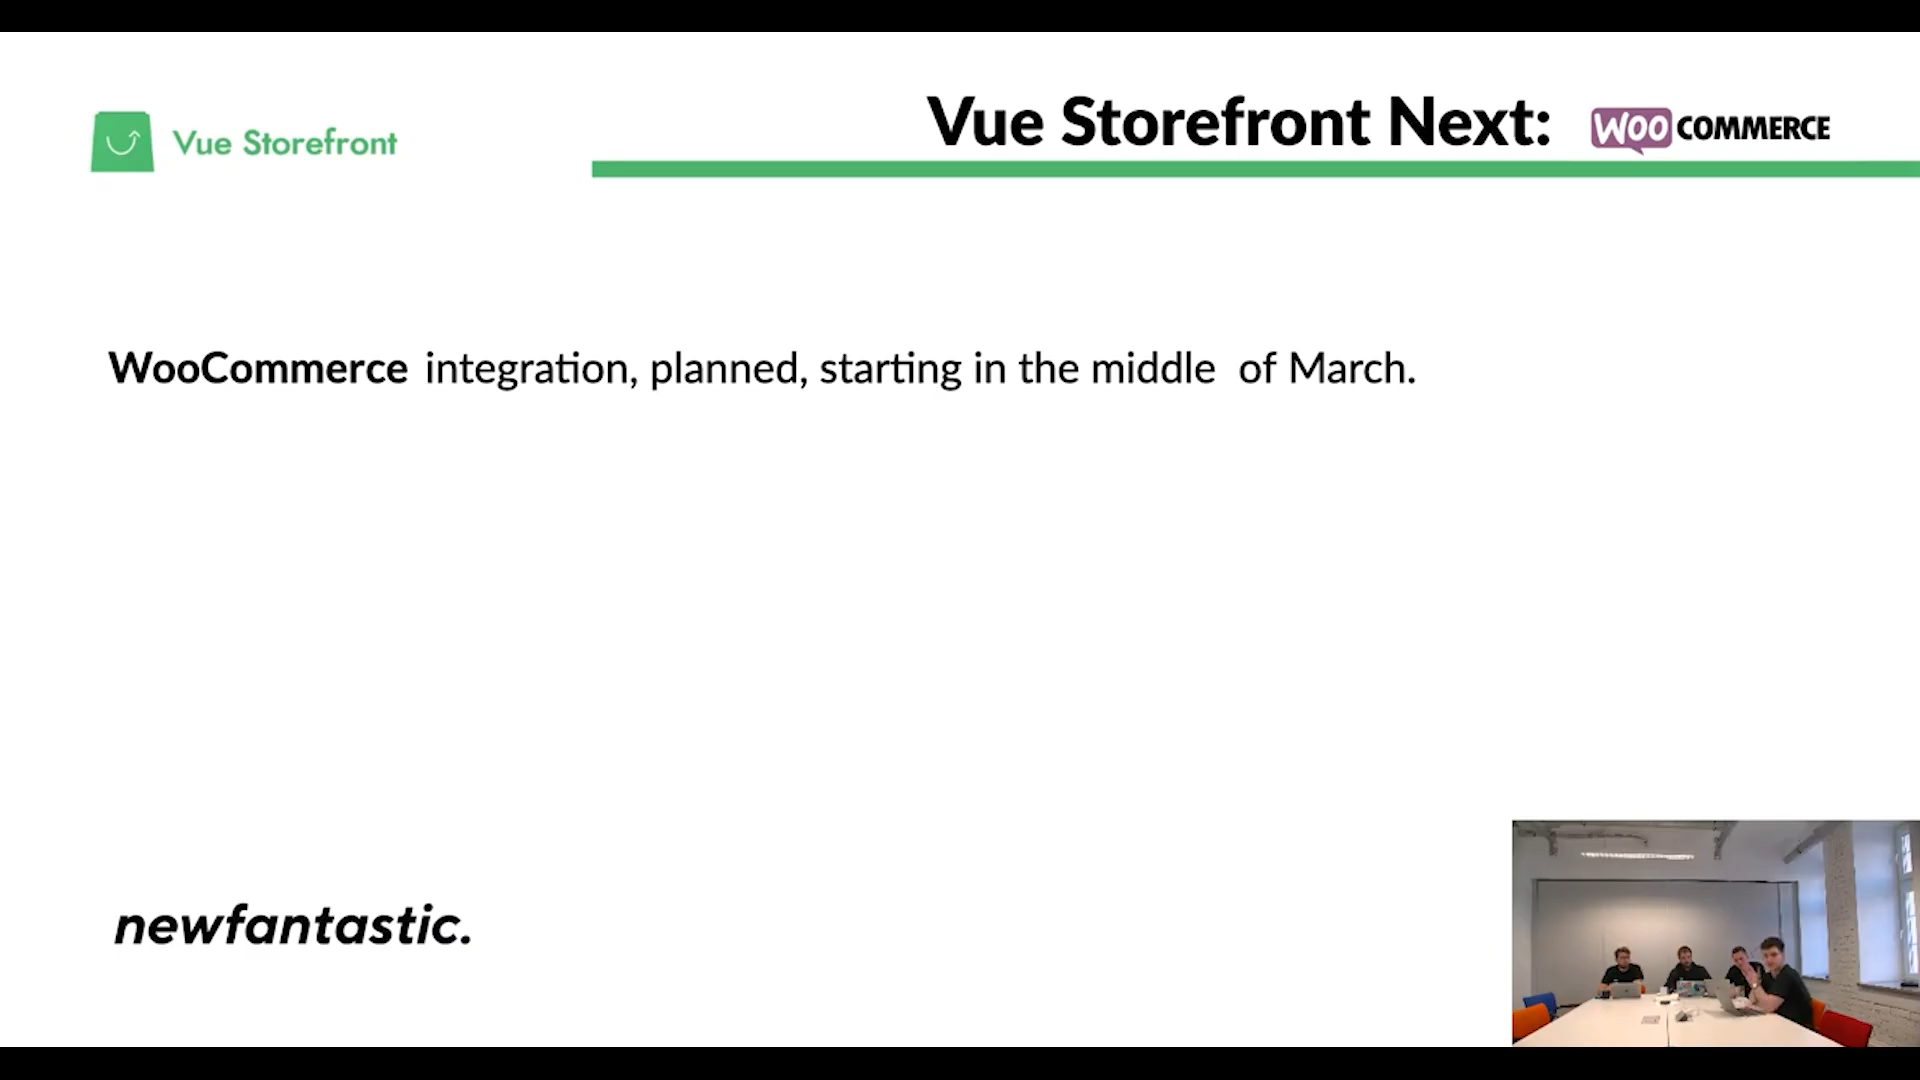 Vue Storefront
Vue Storefront Next: WOO COMMERCE
WooCommerce integration, planned, starting in the middle of March.
newfantastic.